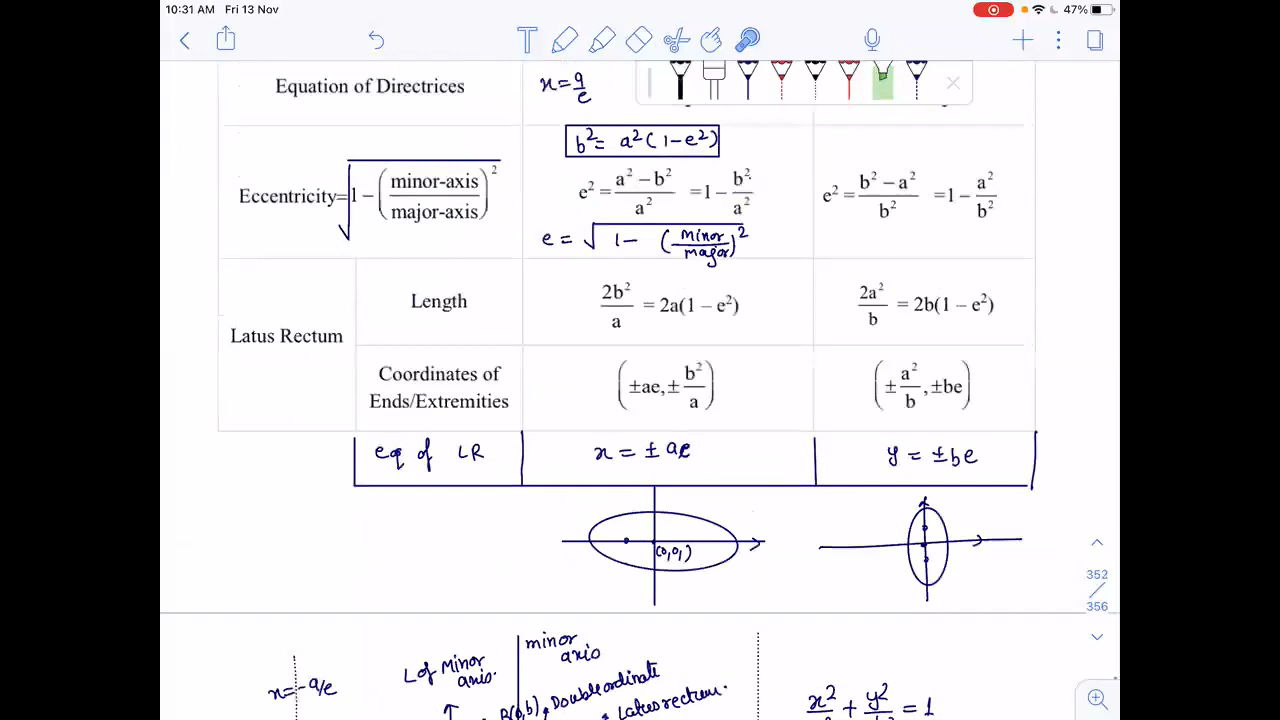 10:31 AM Fri 13 Nov
47%
Equation of Directrices
x = a/e
b² = a²(1-e²)
Eccentricity=√1 − (minor-axis/major-axis)²
e² = (a² − b²)/a² = 1 − b²/a²
e² = (b² − a²)/b² = 1 − a²/b²
e = √1- (minor/major)²
Latus Rectum
Length
2b²/a = 2a(1 − e²)
2a²/b = 2b(1 − e²)
Coordinates of
Ends/Extremities
(±ae, ± b²/a)
(± a²/b, ±be)
eq of LR
x = ± ae
y = ±be
(0,0)
352
/
356
minor
axis
L of Minor
axis.
x=-a/e
B(0,b)
Double ordinate
Latus rectum.
x² + y² = 1